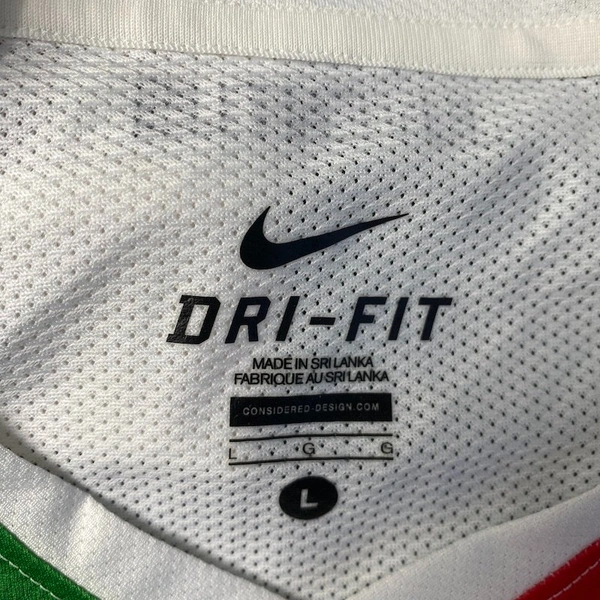 DRI-FIT
MADE IN SRI LANKA
FABRIQUE AU SRI LANKA
CONSIDERED-DESIGN.COM
L G G
L